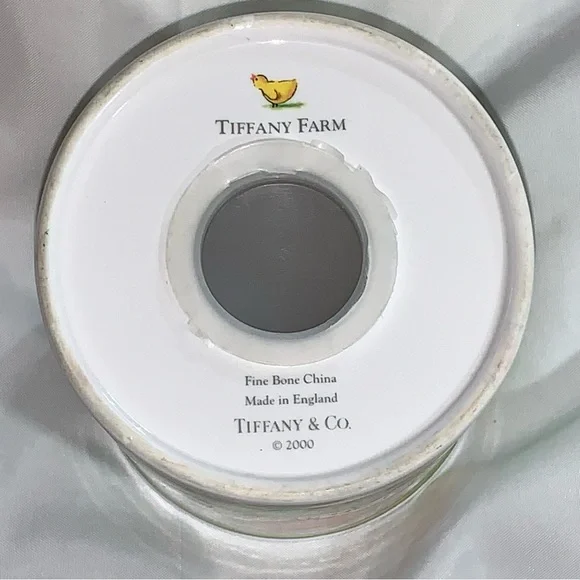 TIFFANY FARM
Fine Bone China
Made in England
TIFFANY & CO.
© 2000